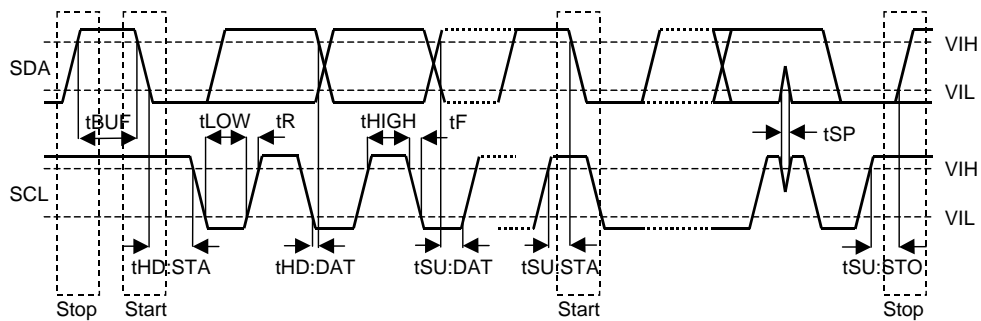 SDA
VIH
VIL
tBUF
tLOW
tR
tHIGH
tF
tSP
SCL
VIH
VIL
tHD:STA
tHD:DAT
tSU:DAT
tSU:STA
tSU:STO
Stop
Start
Start
Stop